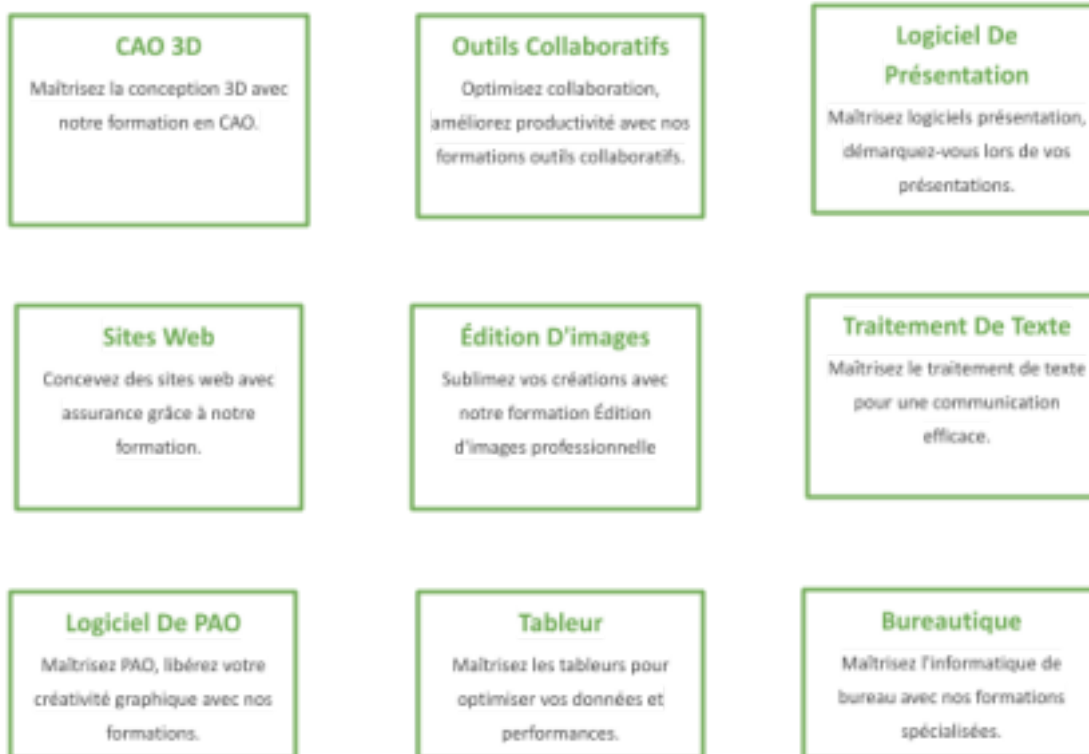 CAO 3D
Maîtrisez la conception 3D avec
notre formation en CAO.
Outils Collaboratifs
Optimisez collaboration,
améliorez productivité avec nos
formations outils collaboratifs.
Logiciel De
Présentation
Maîtrisez logiciels présentation,
démarquez-vous lors de vos
présentations.
Sites Web
Concevez des sites web avec
assurance grâce à notre
formation.
Édition D'images
Sublimez vos créations avec
notre formation Édition
d'images professionnelle
Traitement De Texte
Maîtrisez le traitement de texte
pour une communication
efficace.
Logiciel De PAO
Maîtrisez PAO, libérez votre
créativité graphique avec nos
formations.
Tableur
Maîtrisez les tableurs pour
optimiser vos données et
performances.
Bureautique
Maîtrisez l'informatique de
bureau avec nos formations
spécialisées.